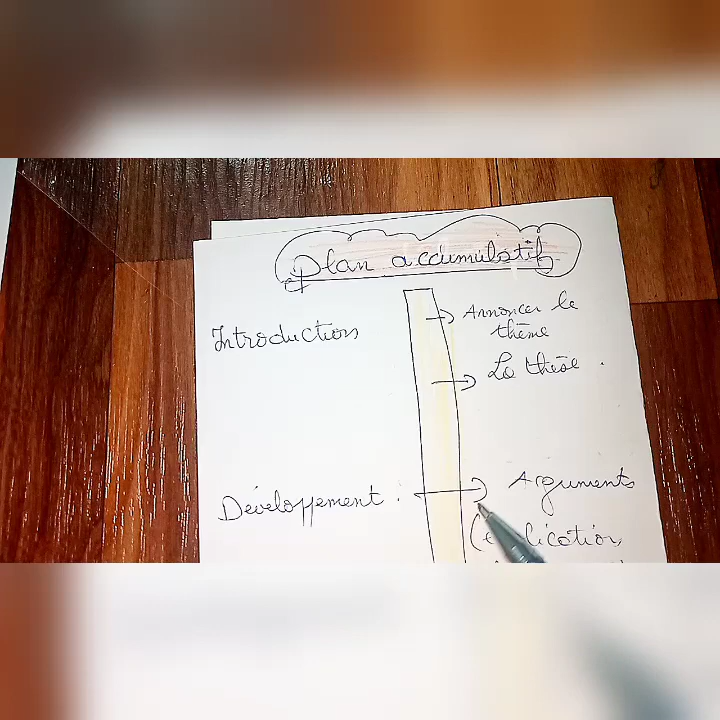 Plan accumulatif
Introduction
Annoncer le
thème
La thèse.
Développement :
Arguments